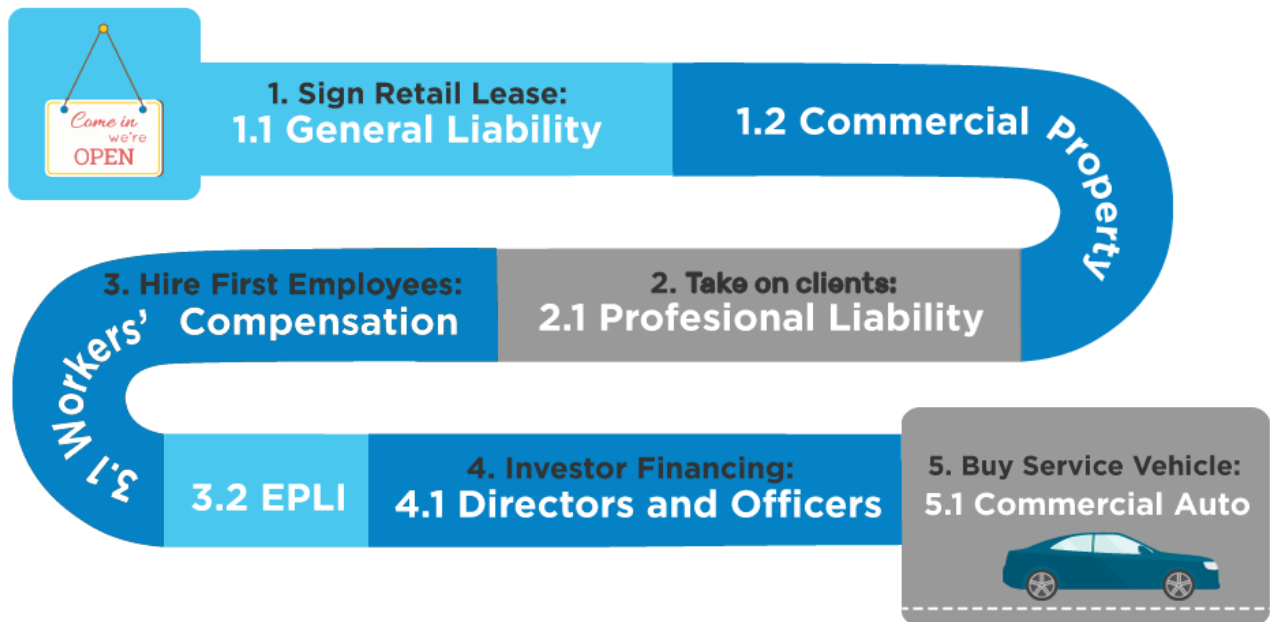 Come in
we're
OPEN
1. Sign Retail Lease:
1.1 General Liability
1.2 Commercial Property
2. Take on clients:
2.1 Profesional Liability
3. Hire First Employees:
3.1 Workers' Compensation
3.2 EPLI
4. Investor Financing:
4.1 Directors and Officers
5. Buy Service Vehicle:
5.1 Commercial Auto